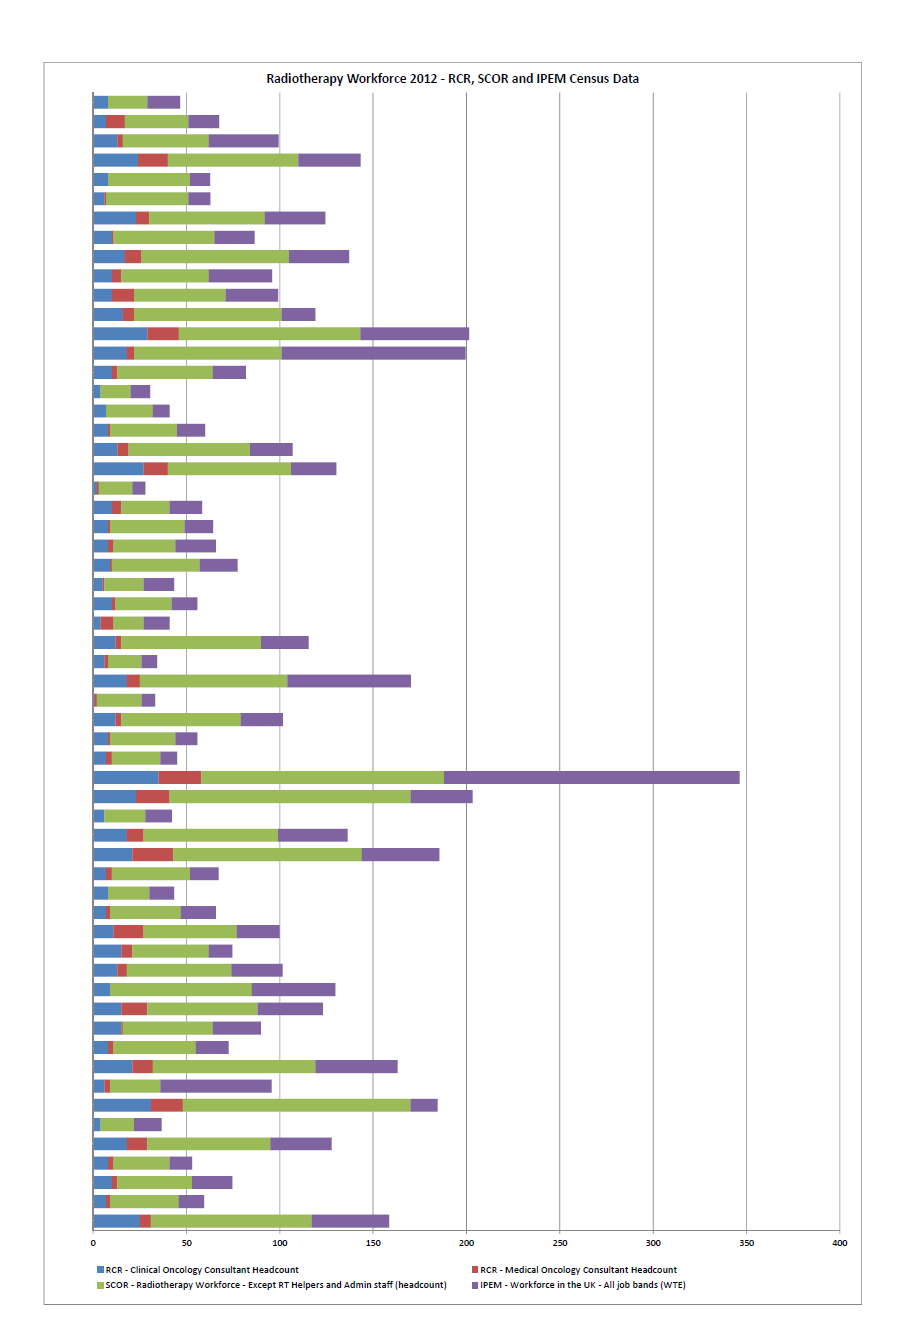 Radiotherapy Workforce 2012 - RCR, SCOR and IPEM Census Data
0 50 100 150 200 250 300 350 400
RCR - Clinical Oncology Consultant Headcount RCR - Medical Oncology Consultant Headcount
SCOR - Radiotherapy Workforce - Except RT Helpers and Admin staff (headcount) IPEM - Workforce in the UK - All job bands (WTE)